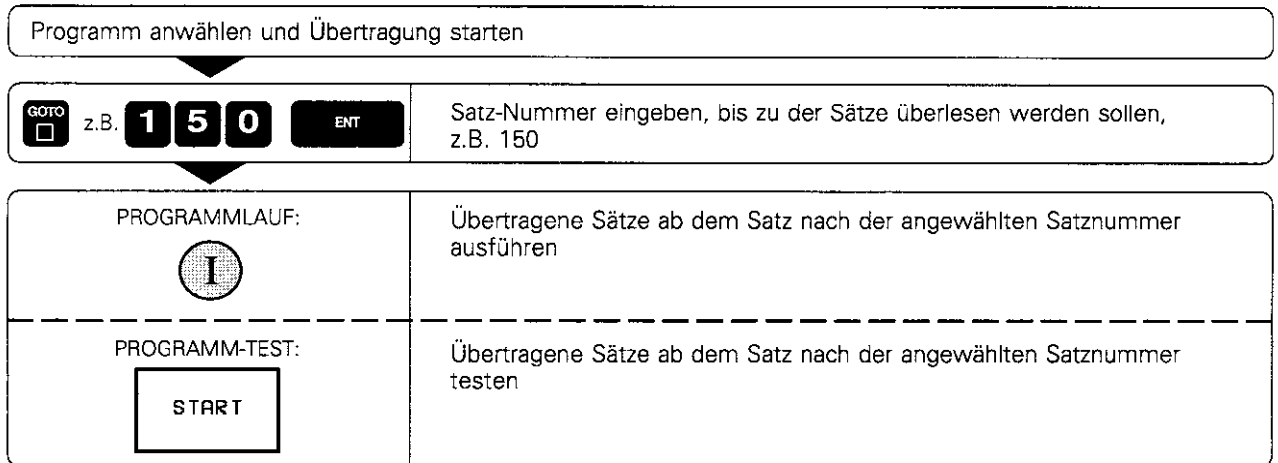 Programm anwählen und Übertragung starten
GOTO z.B. 1 5 0 ENT
Satz-Nummer eingeben, bis zu der Sätze überlesen werden sollen,
z.B. 150
PROGRAMMLAUF:
I
Übertragene Sätze ab dem Satz nach der angewählten Satznummer
ausführen
PROGRAMM-TEST:
START
Übertragene Sätze ab dem Satz nach der angewählten Satznummer
testen